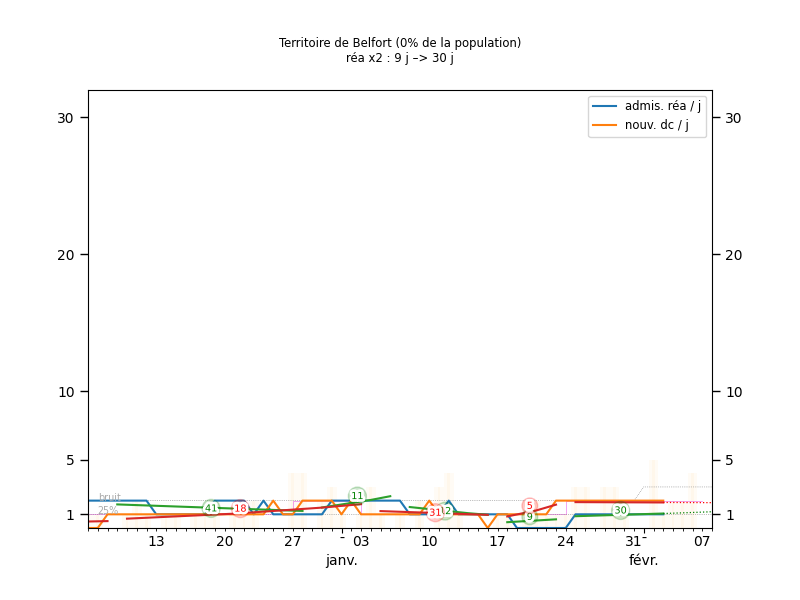 Territoire de Belfort (0% de la population)
réa x2 : 9 j –> 30 j
admis. réa / j
nouv. dc / j
30 30
20 20
10 10
5 5
1 1
bruit
25%
41 18 11 31 5 9 30
13 20 27 - 03 10 17 24 31 - 07
janv. févr.